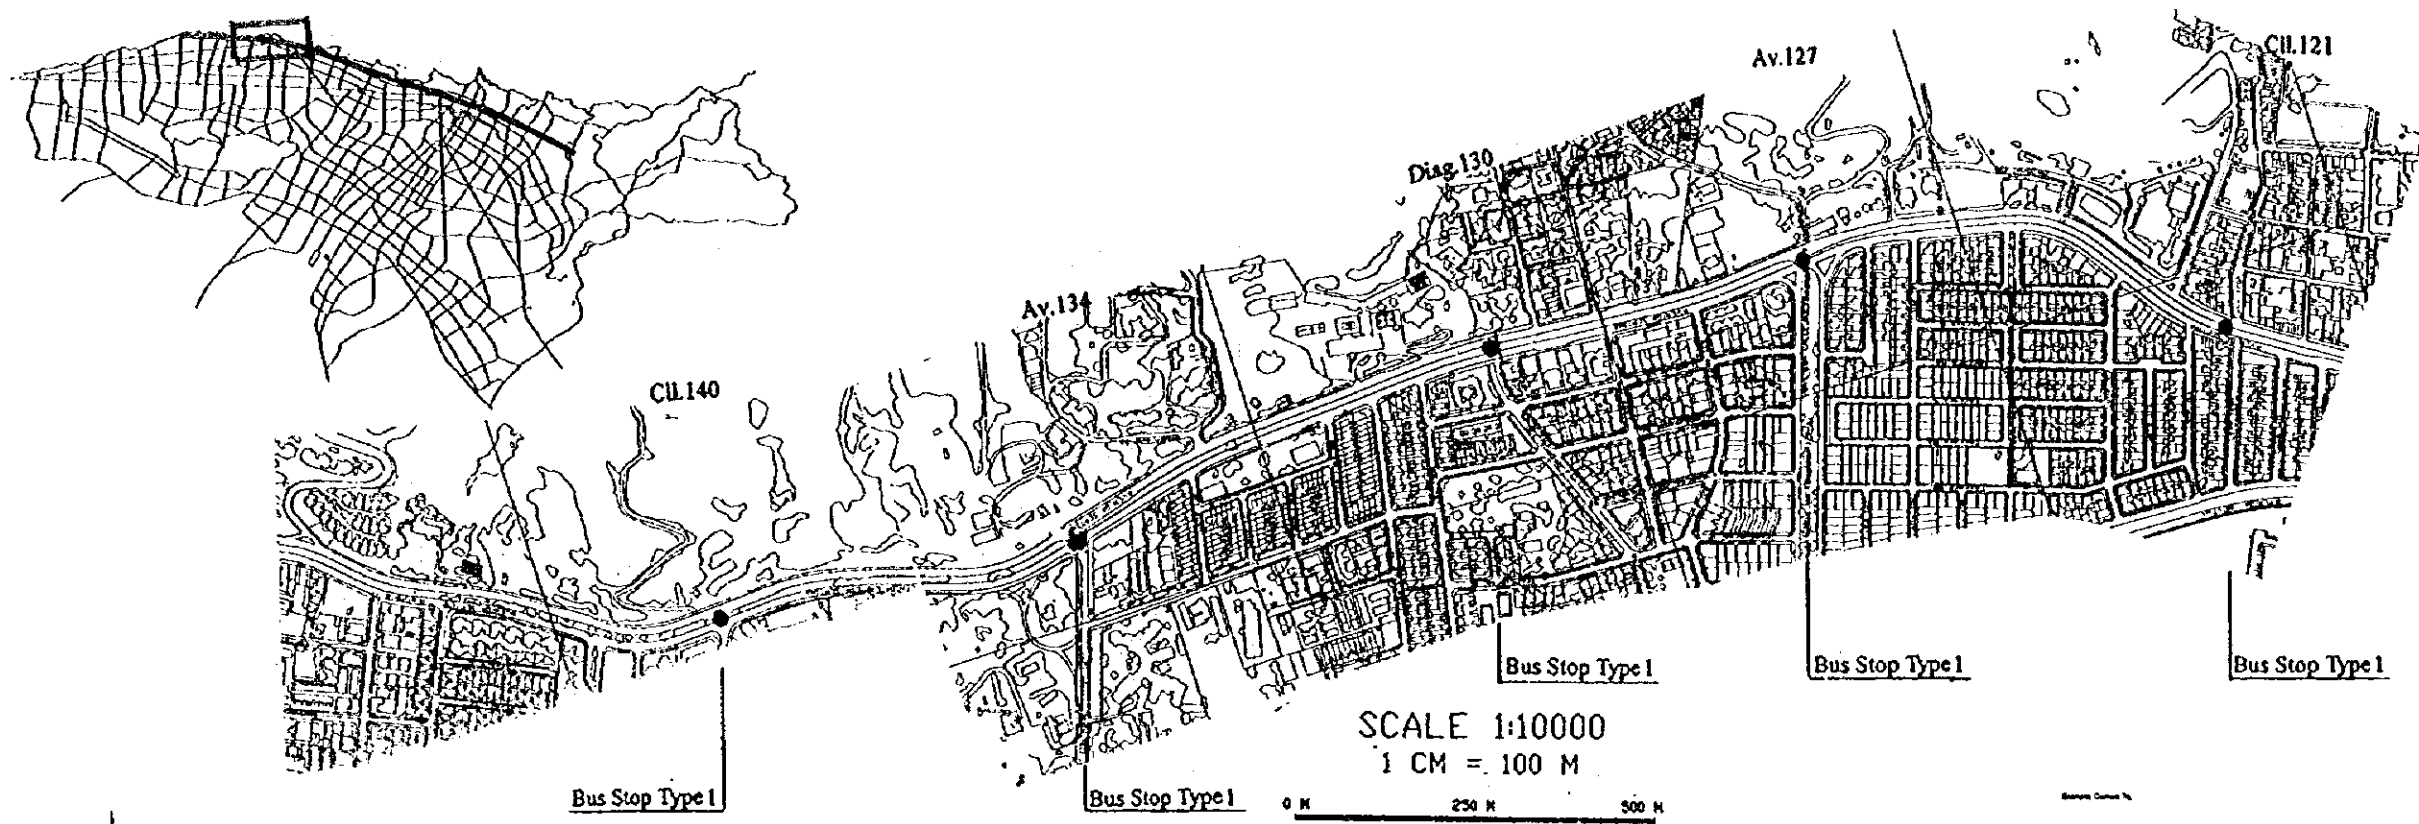 Cll.121
Av.127
Diag.130
Av.134
Cll.140
Bus Stop Type 1
Bus Stop Type 1
Bus Stop Type 1
SCALE 1:10000
1 CM = 100 M
Bus Stop Type 1
Bus Stop Type 1
0 M 250 M 500 M